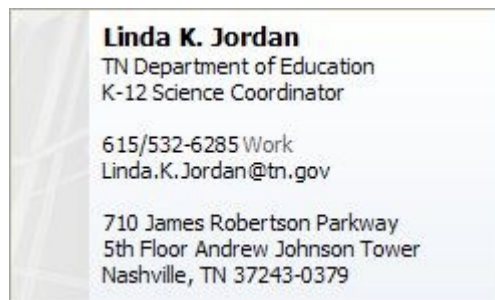 Linda K. Jordan
TN Department of Education
K-12 Science Coordinator
615/532-6285 Work
Linda.K.Jordan@tn.gov
710 James Robertson Parkway
5th Floor Andrew Johnson Tower
Nashville, TN 37243-0379